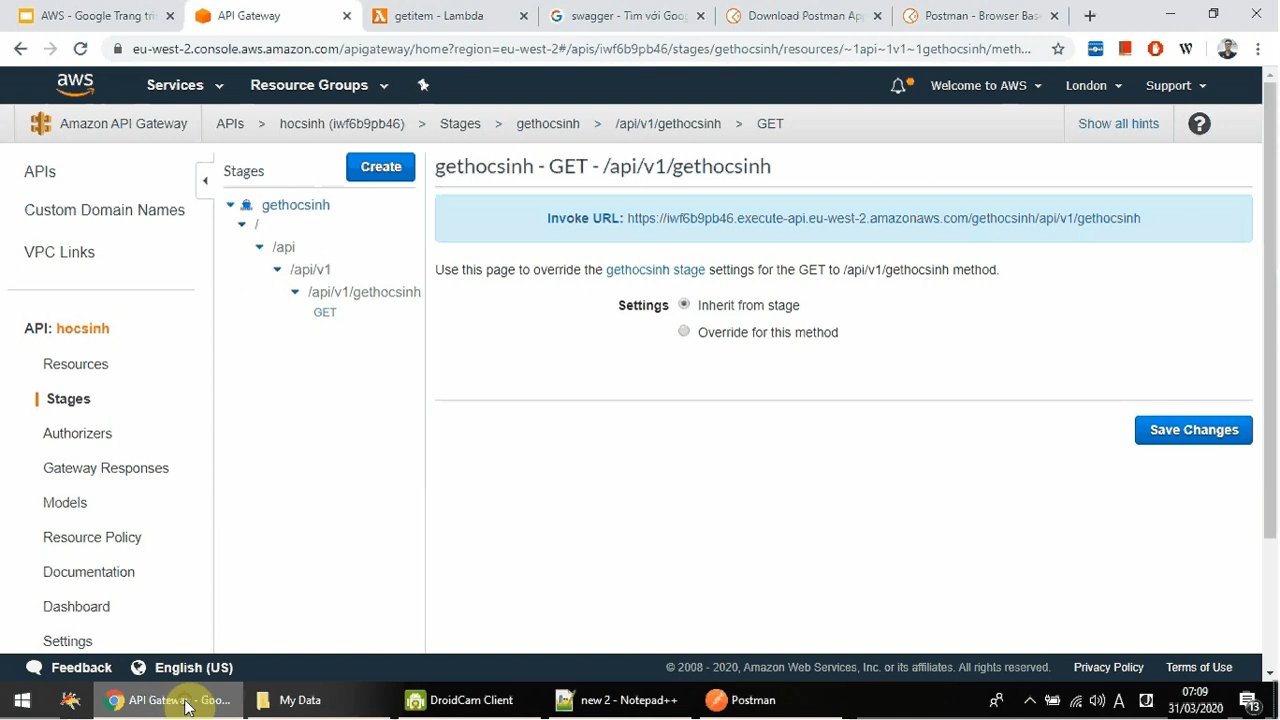 AWS - Google Trang trì
API Gateway
getitem - Lambda
swagger - Tìm với Goo
Download Postman Ap
Postman - Browser Bas
eu-west-2.console.aws.amazon.com/apigateway/home?region=eu-west-2#/apis/iwf6b9pb46/stages/gethocsinh/resources/~1api~1v1~1gethocsinh/meth...
W
aws
Services
Resource Groups
Welcome to AWS
London
Support
Amazon API Gateway
APIs > hocsinh (iwf6b9pb46) > Stages > gethocsinh > /api/v1/gethocsinh > GET
Show all hints
?
APIs
Custom Domain Names
VPC Links
API: hocsinh
Resources
Stages
Authorizers
Gateway Responses
Models
Resource Policy
Documentation
Dashboard
Settings
Stages
Create
gethocsinh
/
/api
/api/v1
/api/v1/gethocsinh
GET
gethocsinh - GET - /api/v1/gethocsinh
Invoke URL: https://iwf6b9pb46.execute-api.eu-west-2.amazonaws.com/gethocsinh/api/v1/gethocsinh
Use this page to override the gethocsinh stage settings for the GET to /api/v1/gethocsinh method.
Settings
Inherit from stage
Override for this method
Save Changes
Feedback
English (US)
© 2008 - 2020, Amazon Web Services, Inc. or its affiliates. All rights reserved.
Privacy Policy
Terms of Use
API Gateway - Goo...
My Data
DroidCam Client
new 2 - Notepad++
Postman
A
07:09
31/03/2020
13